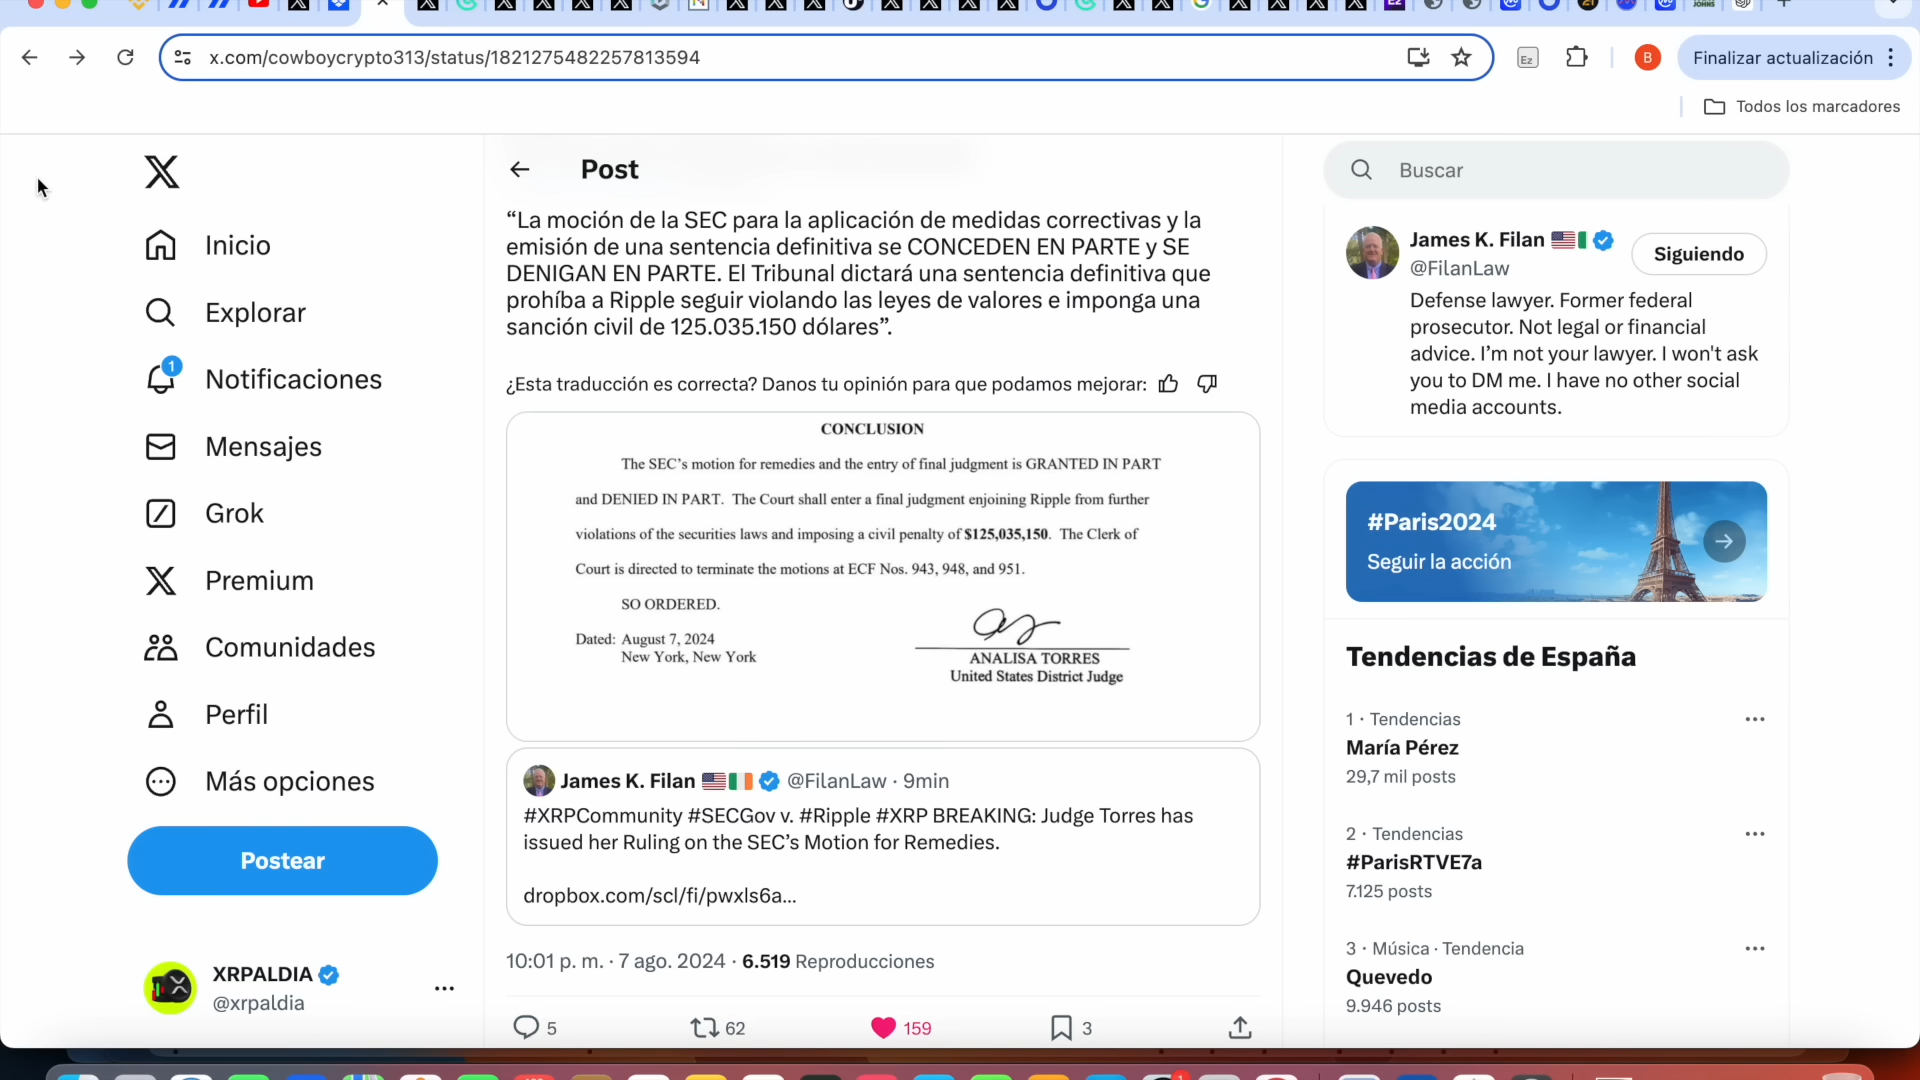 x.com/cowboycrypto313/status/1821275482257813594
Ez
B
Finalizar actualización
Todos los marcadores
Inicio
Explorar
1
Notificaciones
Mensajes
Grok
Premium
Comunidades
Perfil
Más opciones
Postear
XRPALDIA
@xrpaldia
Post
“La moción de la SEC para la aplicación de medidas correctivas y la
emisión de una sentencia definitiva se CONCEDEN EN PARTE y SE
DENIGAN EN PARTE. El Tribunal dictará una sentencia definitiva que
prohíba a Ripple seguir violando las leyes de valores e imponga una
sanción civil de 125.035.150 dólares”.
¿Esta traducción es correcta? Danos tu opinión para que podamos mejorar:
CONCLUSION
The SEC’s motion for remedies and the entry of final judgment is GRANTED IN PART
and DENIED IN PART. The Court shall enter a final judgment enjoining Ripple from further
violations of the securities laws and imposing a civil penalty of $125,035,150. The Clerk of
Court is directed to terminate the motions at ECF Nos. 943, 948, and 951.
SO ORDERED.
Dated: August 7, 2024
New York, New York
ANALISA TORRES
United States District Judge
James K. Filan @FilanLaw · 9min
#XRPCommunity #SECGov v. #Ripple #XRP BREAKING: Judge Torres has
issued her Ruling on the SEC’s Motion for Remedies.
dropbox.com/scl/fi/pwxls6a...
10:01 p. m. · 7 ago. 2024 · 6.519 Reproducciones
5 62 159 3
Buscar
James K. Filan
@FilanLaw
Siguiendo
Defense lawyer. Former federal
prosecutor. Not legal or financial
advice. I’m not your lawyer. I won't ask
you to DM me. I have no other social
media accounts.
#Paris2024
Seguir la acción
Tendencias de España
1 · Tendencias
María Pérez
29,7 mil posts
2 · Tendencias
#ParisRTVE7a
7.125 posts
3 · Música · Tendencia
Quevedo
9.946 posts